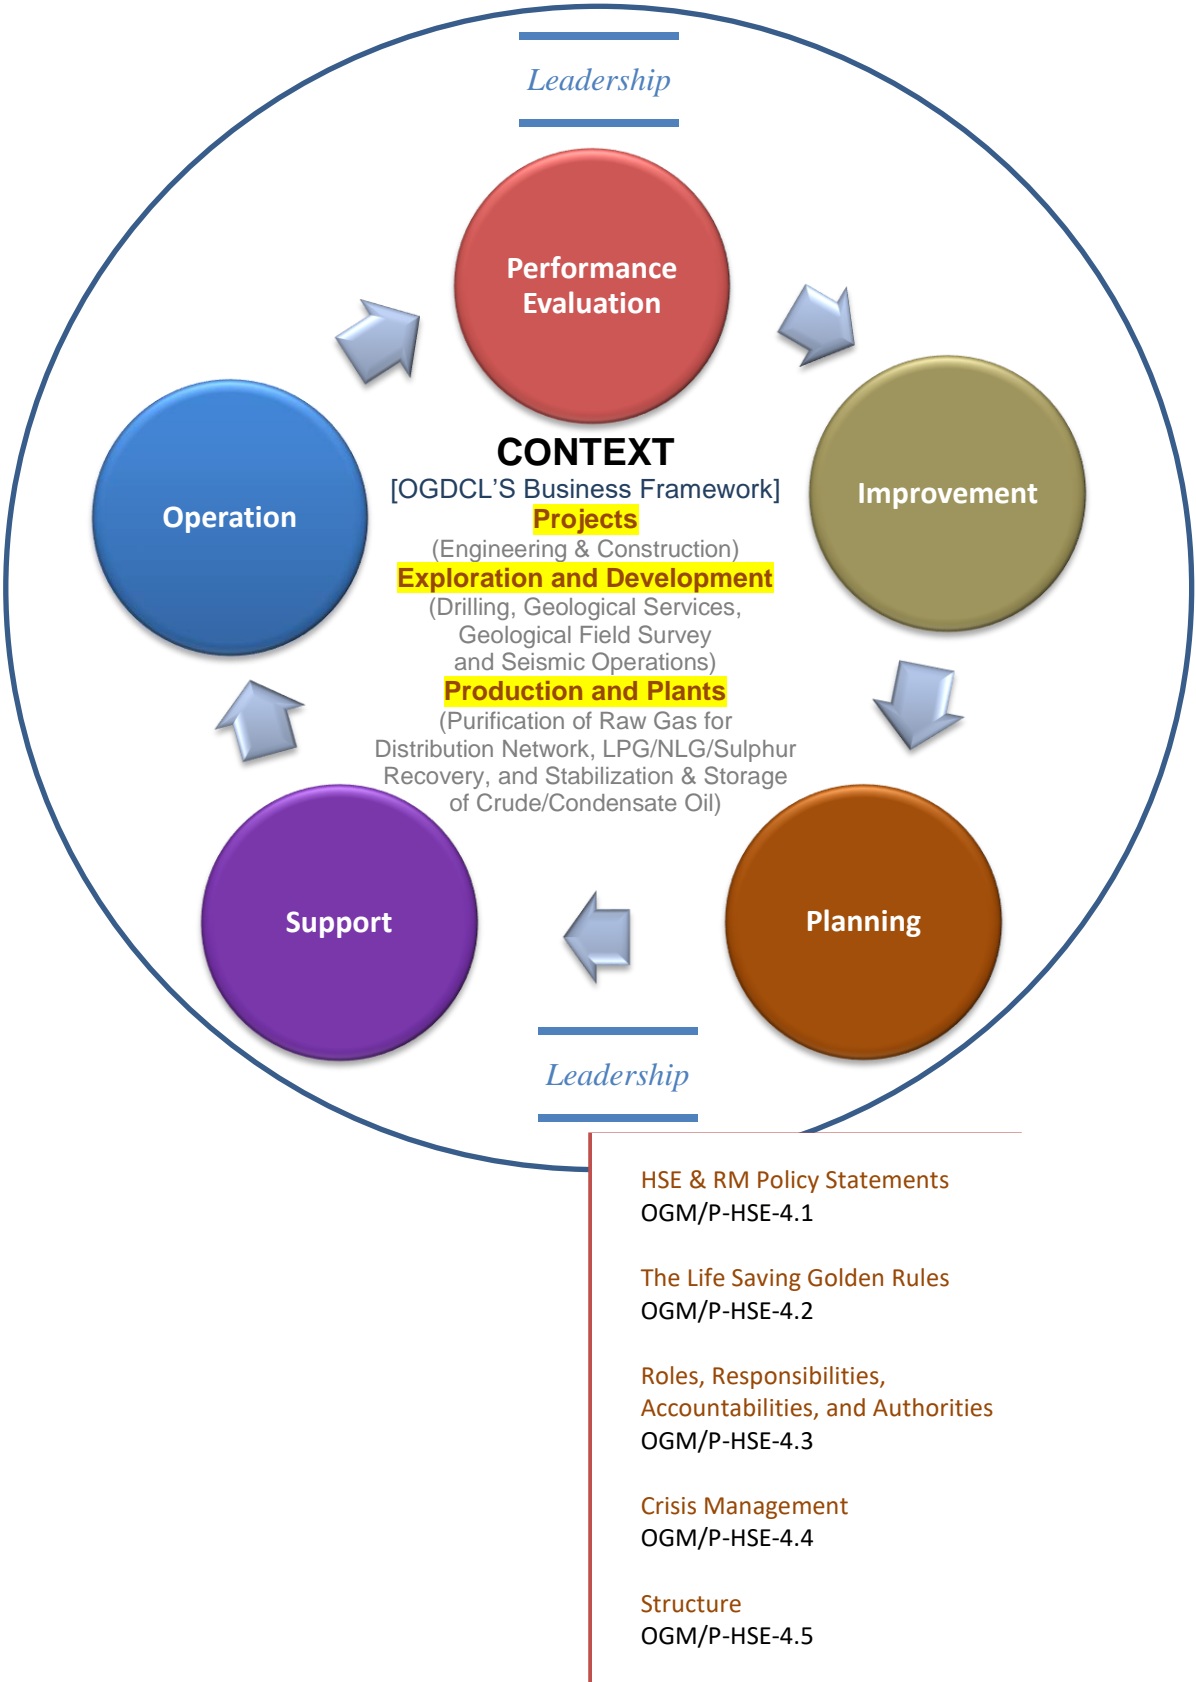 Leadership
Performance
Evaluation
Improvement
Operation
CONTEXT
[OGDCL’S Business Framework]
Projects
(Engineering & Construction)
Exploration and Development
(Drilling, Geological Services,
Geological Field Survey
and Seismic Operations)
Production and Plants
(Purification of Raw Gas for
Distribution Network, LPG/NLG/Sulphur
Recovery, and Stabilization & Storage
of Crude/Condensate Oil)
Support
Planning
Leadership
HSE & RM Policy Statements
OGM/P-HSE-4.1
The Life Saving Golden Rules
OGM/P-HSE-4.2
Roles, Responsibilities,
Accountabilities, and Authorities
OGM/P-HSE-4.3
Crisis Management
OGM/P-HSE-4.4
Structure
OGM/P-HSE-4.5